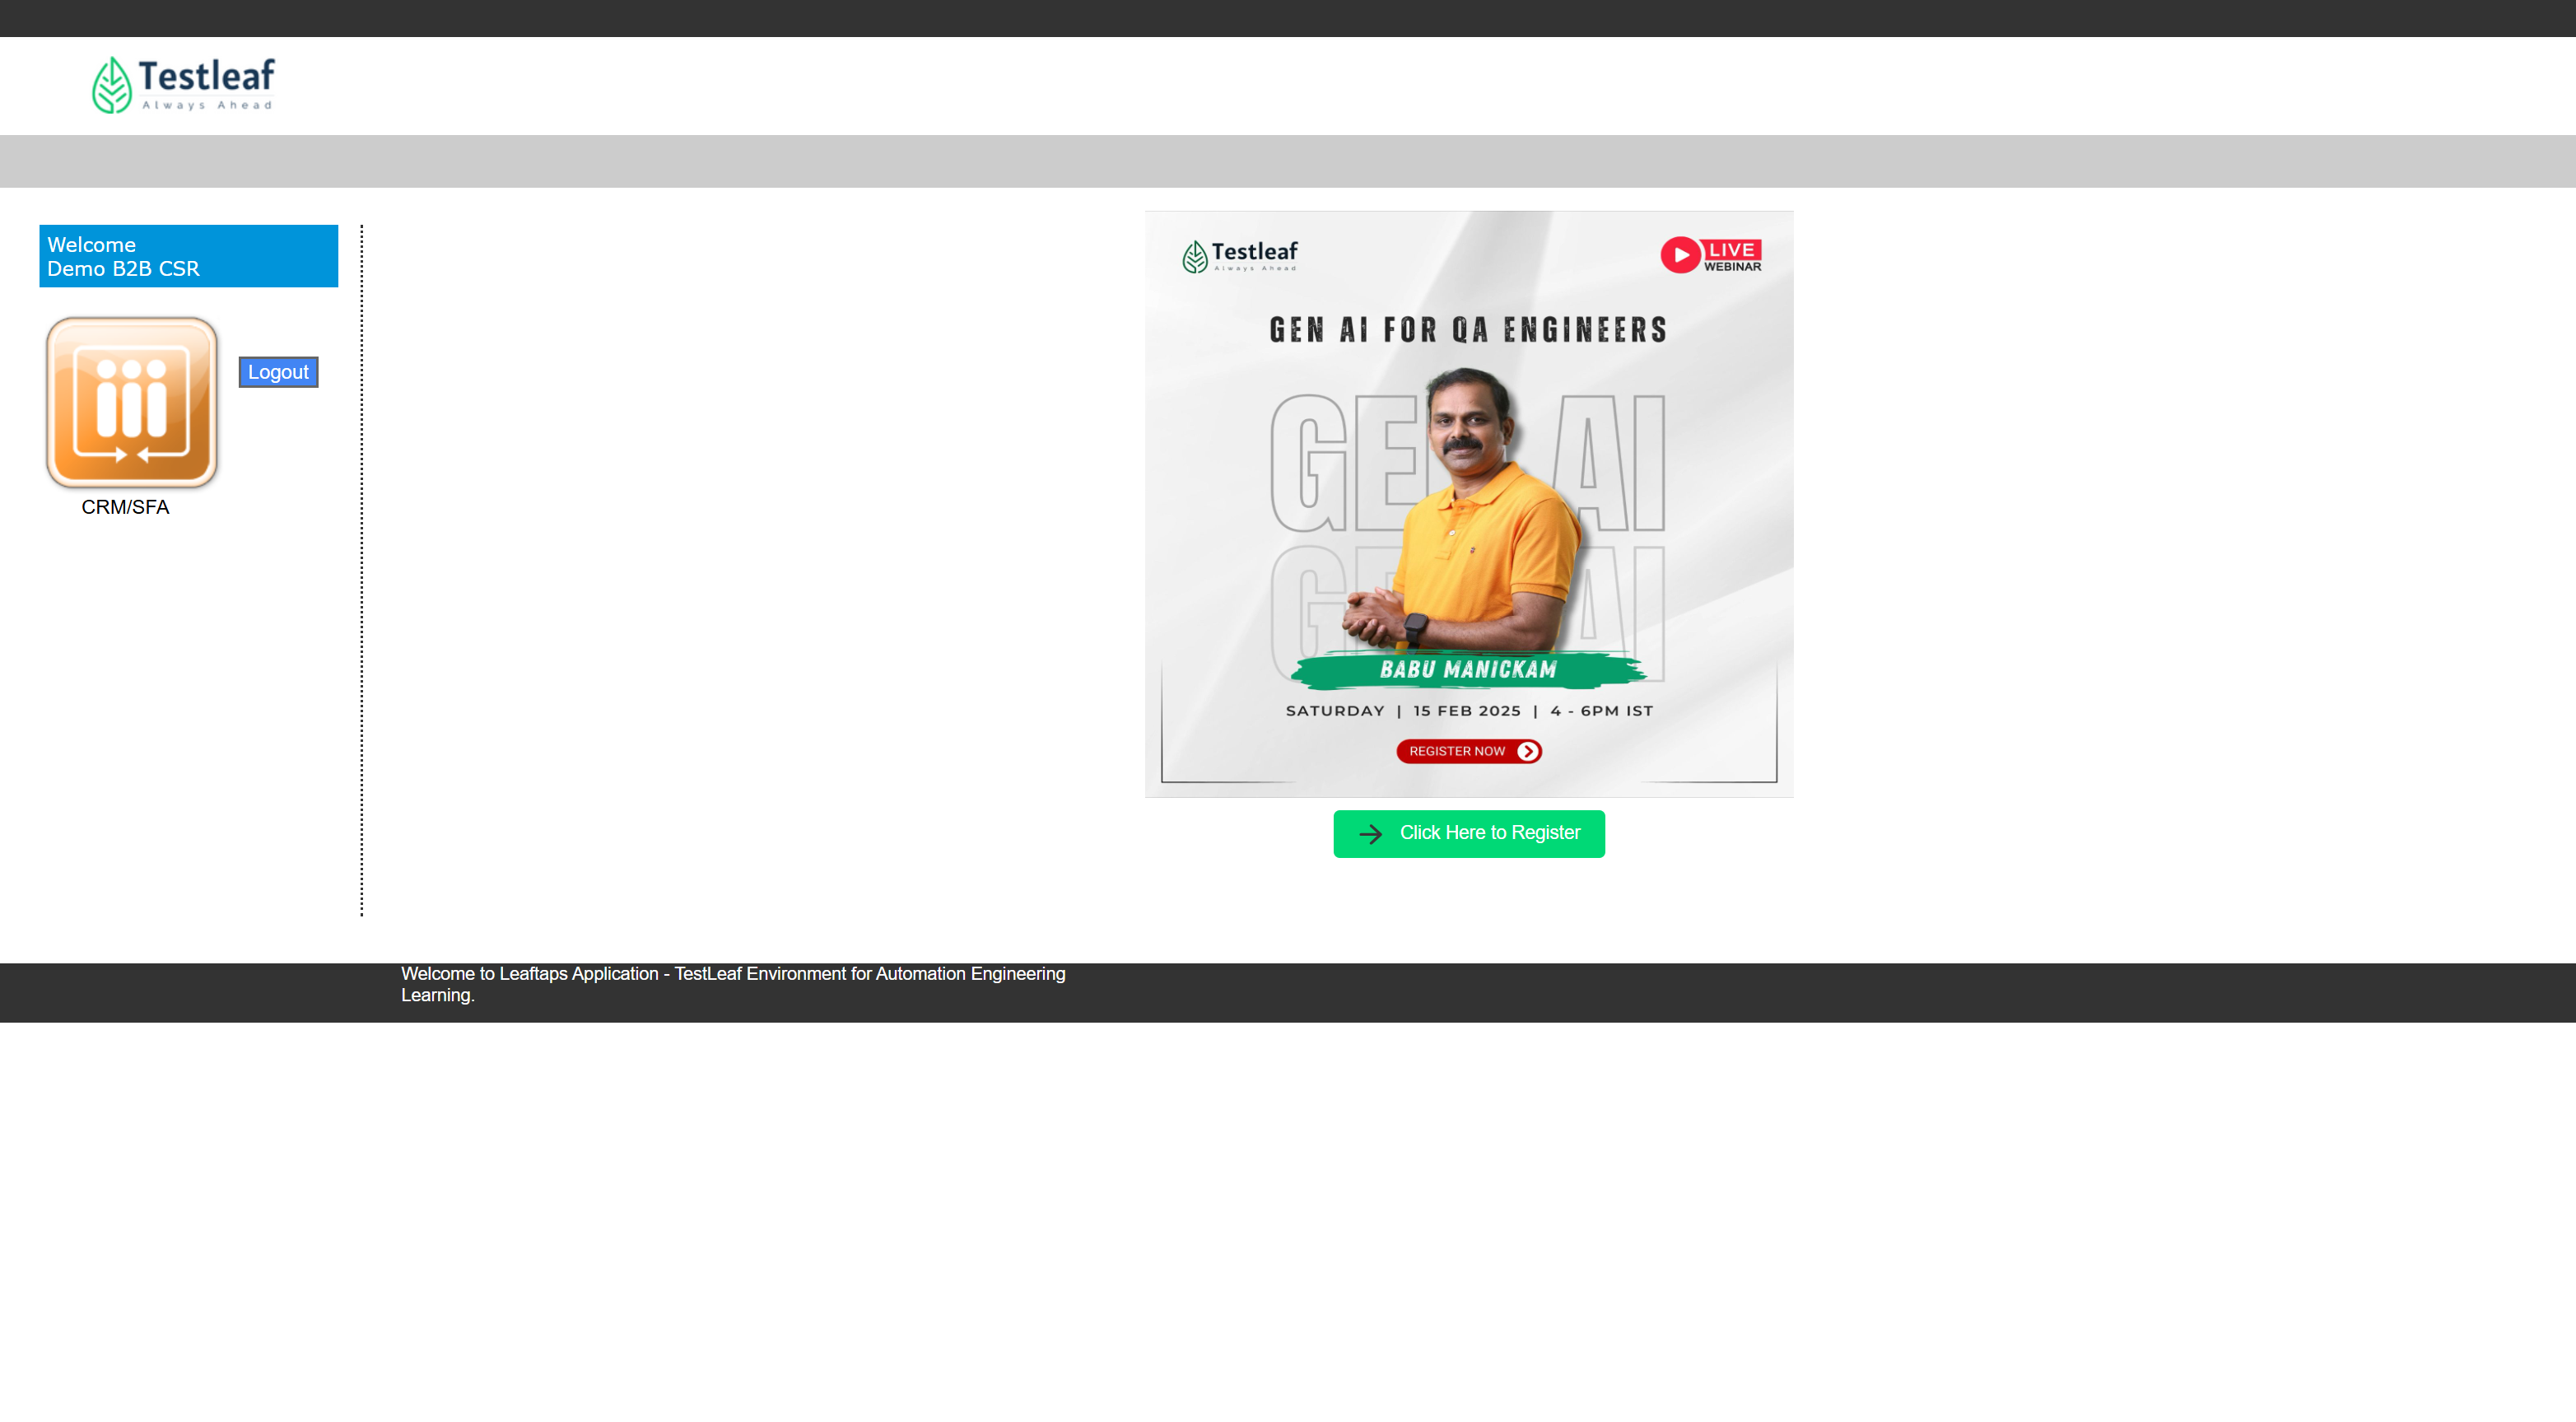 Testleaf
Always Ahead
Welcome
Demo B2B CSR
Logout
CRM/SFA
Testleaf
Always Ahead
LIVE
WEBINAR
GEN AI FOR QA ENGINEERS
GEN AI
GEN AI
BABU MANICKAM
SATURDAY | 15 FEB 2025 | 4 - 6PM IST
REGISTER NOW
Click Here to Register
Welcome to Leaftaps Application - TestLeaf Environment for Automation Engineering
Learning.